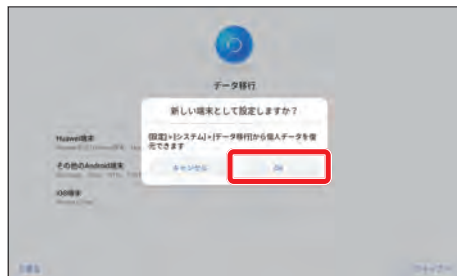 データ移行
新しい端末として設定しますか？
[設定]>[システム]>[データ移行]から個人データを復
元できます
キャンセル
OK
Huawei端末
その他のAndroid端末
iOS端末